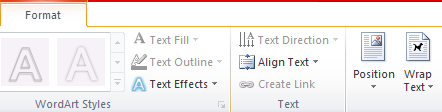 Format
A A
Text Fill
Text Outline
A Text Effects
WordArt Styles
Text Direction
Align Text
Create Link
Text
Position
Wrap
Text